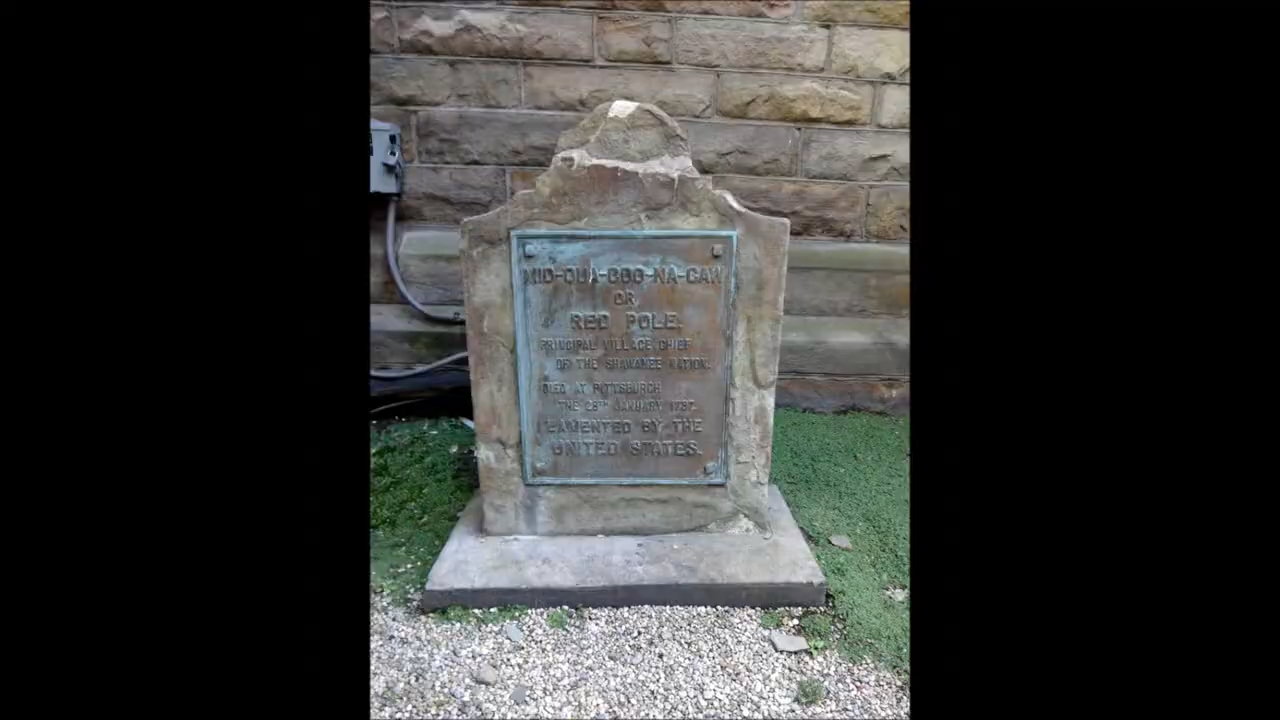 MIO-QUA-COO-NA-CAW
OR
RED POLE.
PRINCIPAL VILLAGE CHIEF
OF THE SHAWANEE NATION.
DIED AT PITTSBURGH
THE 28TH JANUARY 1797.
LAMENTED BY THE
UNITED STATES.